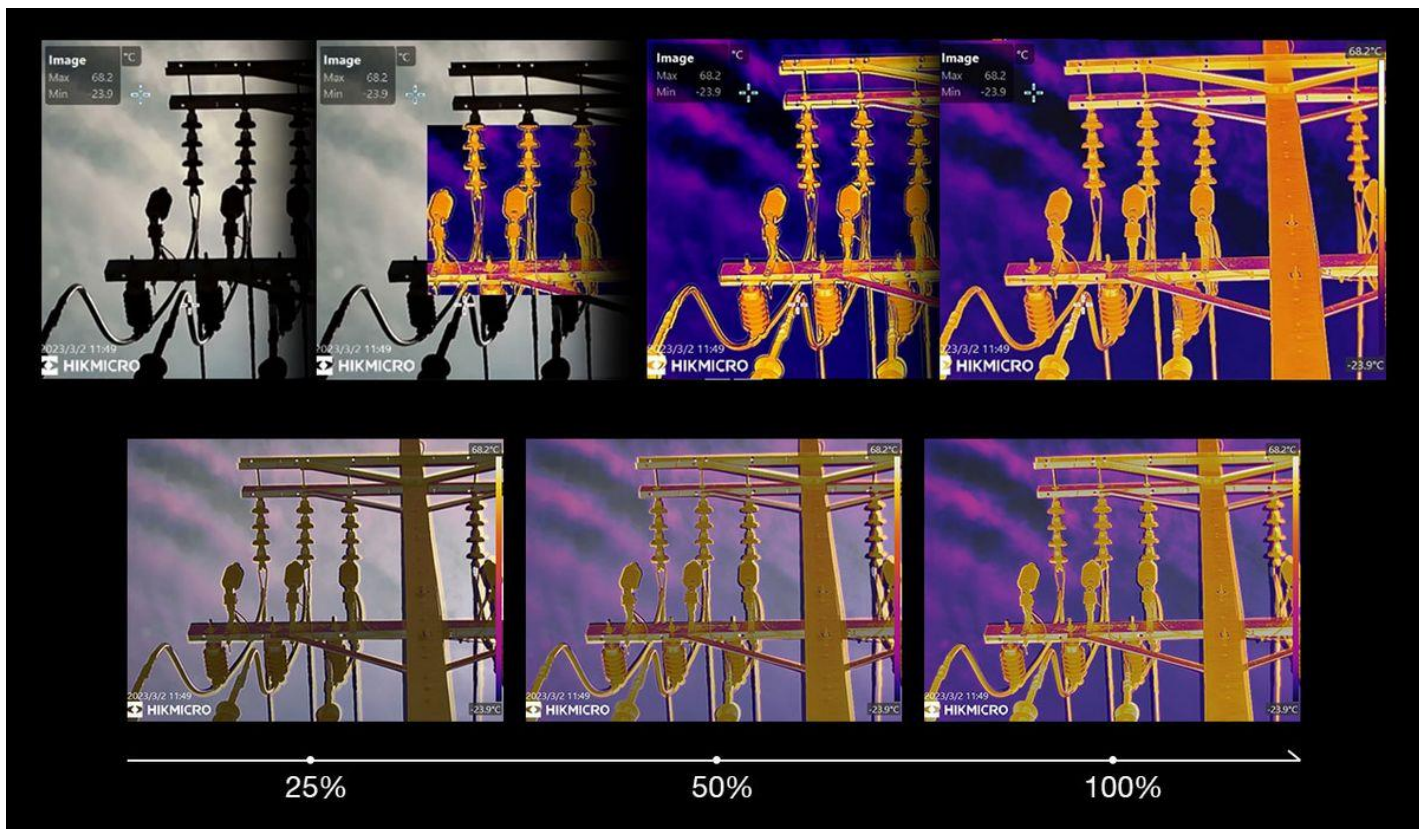 Image °C
Max 68.2
Min -23.9
2023/3/2 11:49
HIKMICRO
Image °C
Max 68.2
Min -23.9
2023/3/2 11:49
HIKMICRO
Image °C
Max 68.2
Min -23.9
2023/3/2 11:49
HIKMICRO
Image °C
Max 68.2
Min -23.9
68.2°C
2023/3/2 11:49
-23.9°C
HIKMICRO
68.2°C
2023/3/2 11:49
-23.9°C
HIKMICRO
68.2°C
2023/3/2 11:49
-23.9°C
HIKMICRO
68.2°C
2023/3/2 11:49
-23.9°C
HIKMICRO
25%
50%
100%